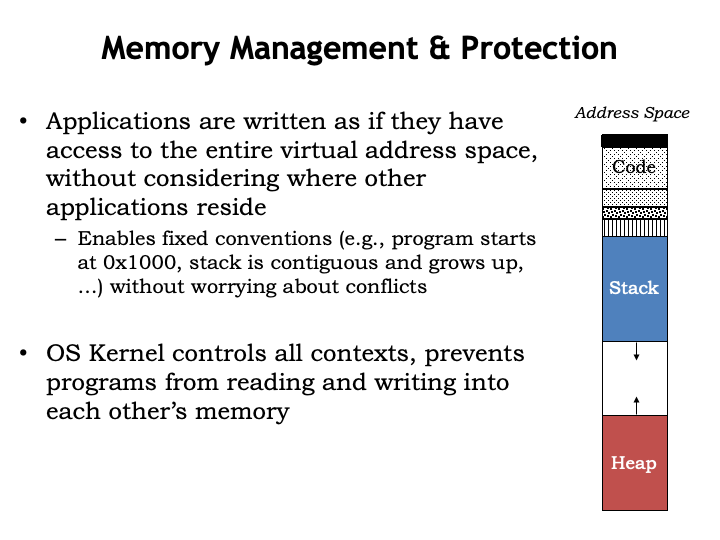 Memory Management & Protection
• Applications are written as if they have
access to the entire virtual address space,
without considering where other
applications reside
– Enables fixed conventions (e.g., program starts
at 0x1000, stack is contiguous and grows up,
…) without worrying about conflicts
• OS Kernel controls all contexts, prevents
programs from reading and writing into
each other’s memory
Address Space
Code
Stack
Heap